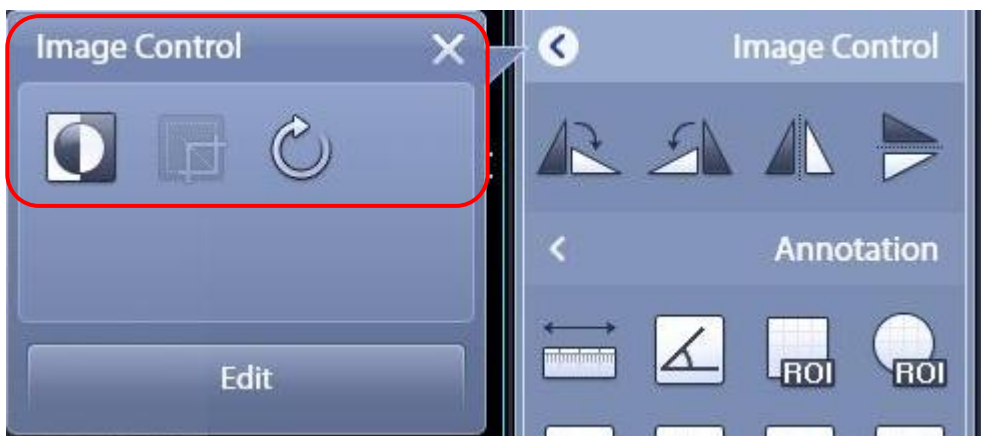 Image Control
Edit
Image Control
Annotation
ROI
ROI